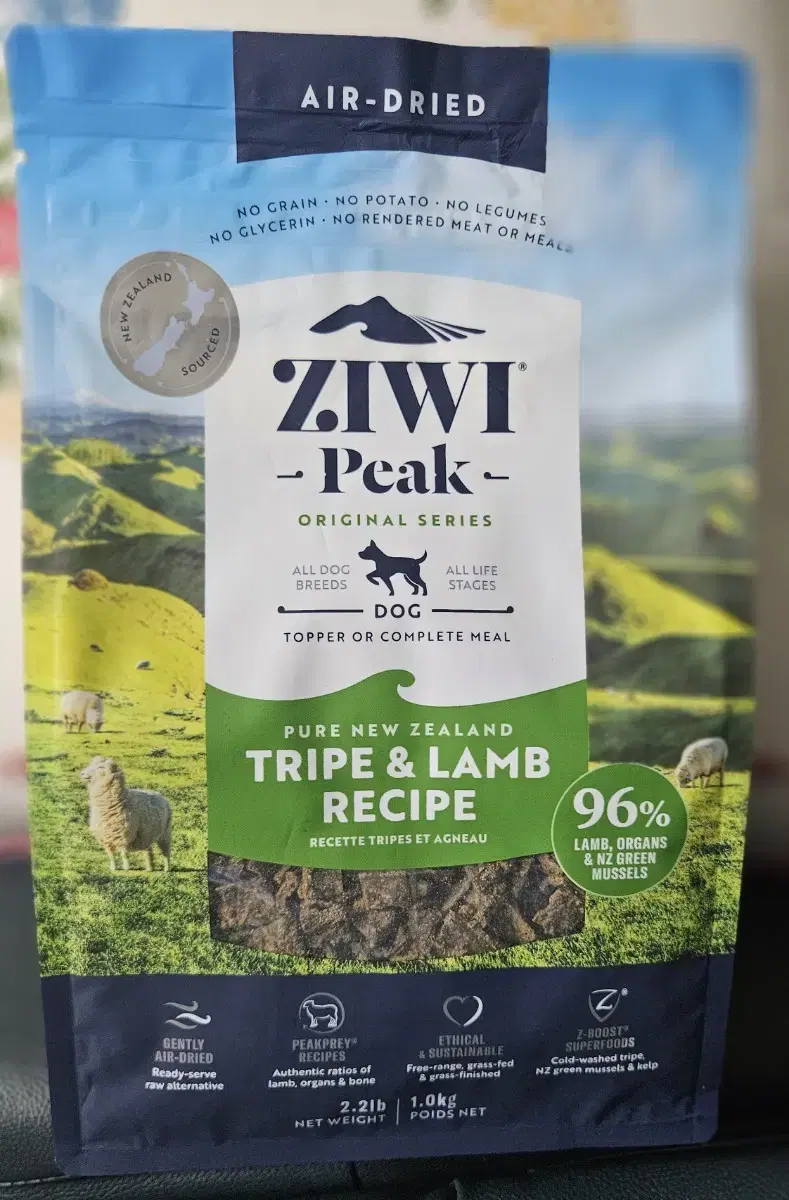 AIR-DRIED
NO GRAIN · NO POTATO · NO LEGUMES
NO GLYCERIN · NO RENDERED MEAT OR MEALS
NEW ZEALAND
SOURCED
ZIWI®
Peak
ORIGINAL SERIES
ALL DOG
BREEDS
ALL LIFE
STAGES
DOG
TOPPER OR COMPLETE MEAL
PURE NEW ZEALAND
TRIPE & LAMB
RECIPE
RECETTE TRIPES ET AGNEAU
96%
LAMB, ORGANS
& NZ GREEN
MUSSELS
GENTLY
AIR-DRIED
Ready-serve
raw alternative
PEAKPREY®
RECIPES
Authentic ratios of
lamb, organs & bone
ETHICAL
& SUSTAINABLE
Free-range, grass-fed
& grass-finished
Z
Z-BOOST®
SUPERFOODS
Cold-washed tripe,
NZ green mussels & kelp
2.2lb
NET WEIGHT
1.0kg
POIDS NET